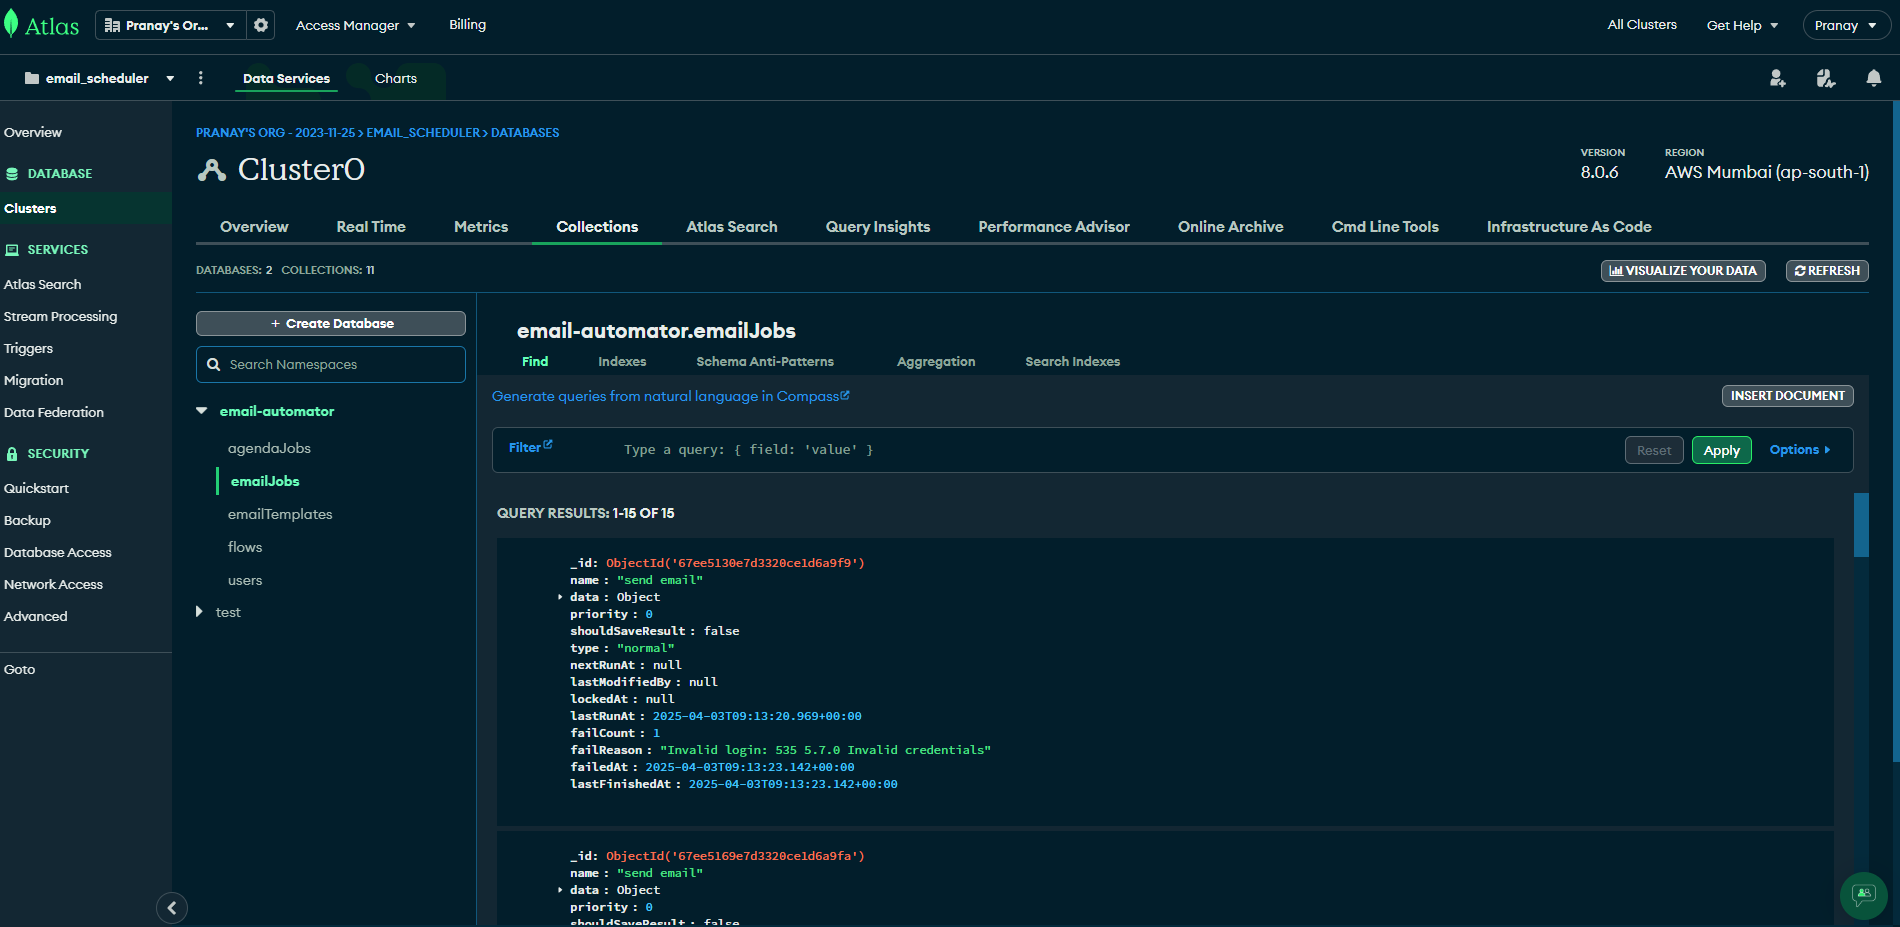 Atlas
Pranay's Or...
Access Manager
Billing
All Clusters
Get Help
Pranay
email_scheduler
Data Services
Charts
Overview
DATABASE
Clusters
SERVICES
Atlas Search
Stream Processing
Triggers
Migration
Data Federation
SECURITY
Quickstart
Backup
Database Access
Network Access
Advanced
Goto
PRANAY'S ORG - 2023-11-25 > EMAIL_SCHEDULER > DATABASES
Cluster0
VERSION
8.0.6
REGION
AWS Mumbai (ap-south-1)
Overview
Real Time
Metrics
Collections
Atlas Search
Query Insights
Performance Advisor
Online Archive
Cmd Line Tools
Infrastructure As Code
DATABASES: 2 COLLECTIONS: 11
VISUALIZE YOUR DATA
REFRESH
+ Create Database
Search Namespaces
email-automator
agendaJobs
emailJobs
emailTemplates
flows
users
test
email-automator.emailJobs
Find
Indexes
Schema Anti-Patterns
Aggregation
Search Indexes
Generate queries from natural language in Compass
INSERT DOCUMENT
Filter
Type a query: { field: 'value' }
Reset
Apply
Options
QUERY RESULTS: 1-15 OF 15
_id: ObjectId('67ee5130e7d3320ce1d6a9f9')
name : "send email"
data : Object
priority : 0
shouldSaveResult : false
type : "normal"
nextRunAt : null
lastModifiedBy : null
lockedAt : null
lastRunAt : 2025-04-03T09:13:20.969+00:00
failCount : 1
failReason : "Invalid login: 535 5.7.0 Invalid credentials"
failedAt : 2025-04-03T09:13:23.142+00:00
lastFinishedAt : 2025-04-03T09:13:23.142+00:00
_id: ObjectId('67ee5169e7d3320ce1d6a9fa')
name : "send email"
data : Object
priority : 0
shouldSaveResult : false